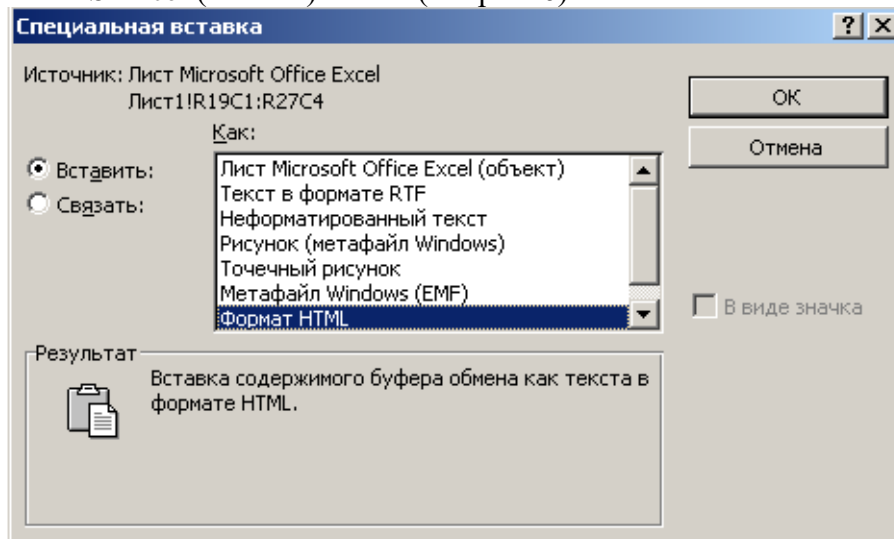 Специальная вставка
Источник: Лист Microsoft Office Excel
Лист1!R19C1:R27C4
Как:
Вставить:
Связать:
Лист Microsoft Office Excel (объект)
Текст в формате RTF
Неформатированный текст
Рисунок (метафайл Windows)
Точечный рисунок
Метафайл Windows (EMF)
Формат HTML
ОК
Отмена
В виде значка
Результат
Вставка содержимого буфера обмена как текста в
формате HTML.